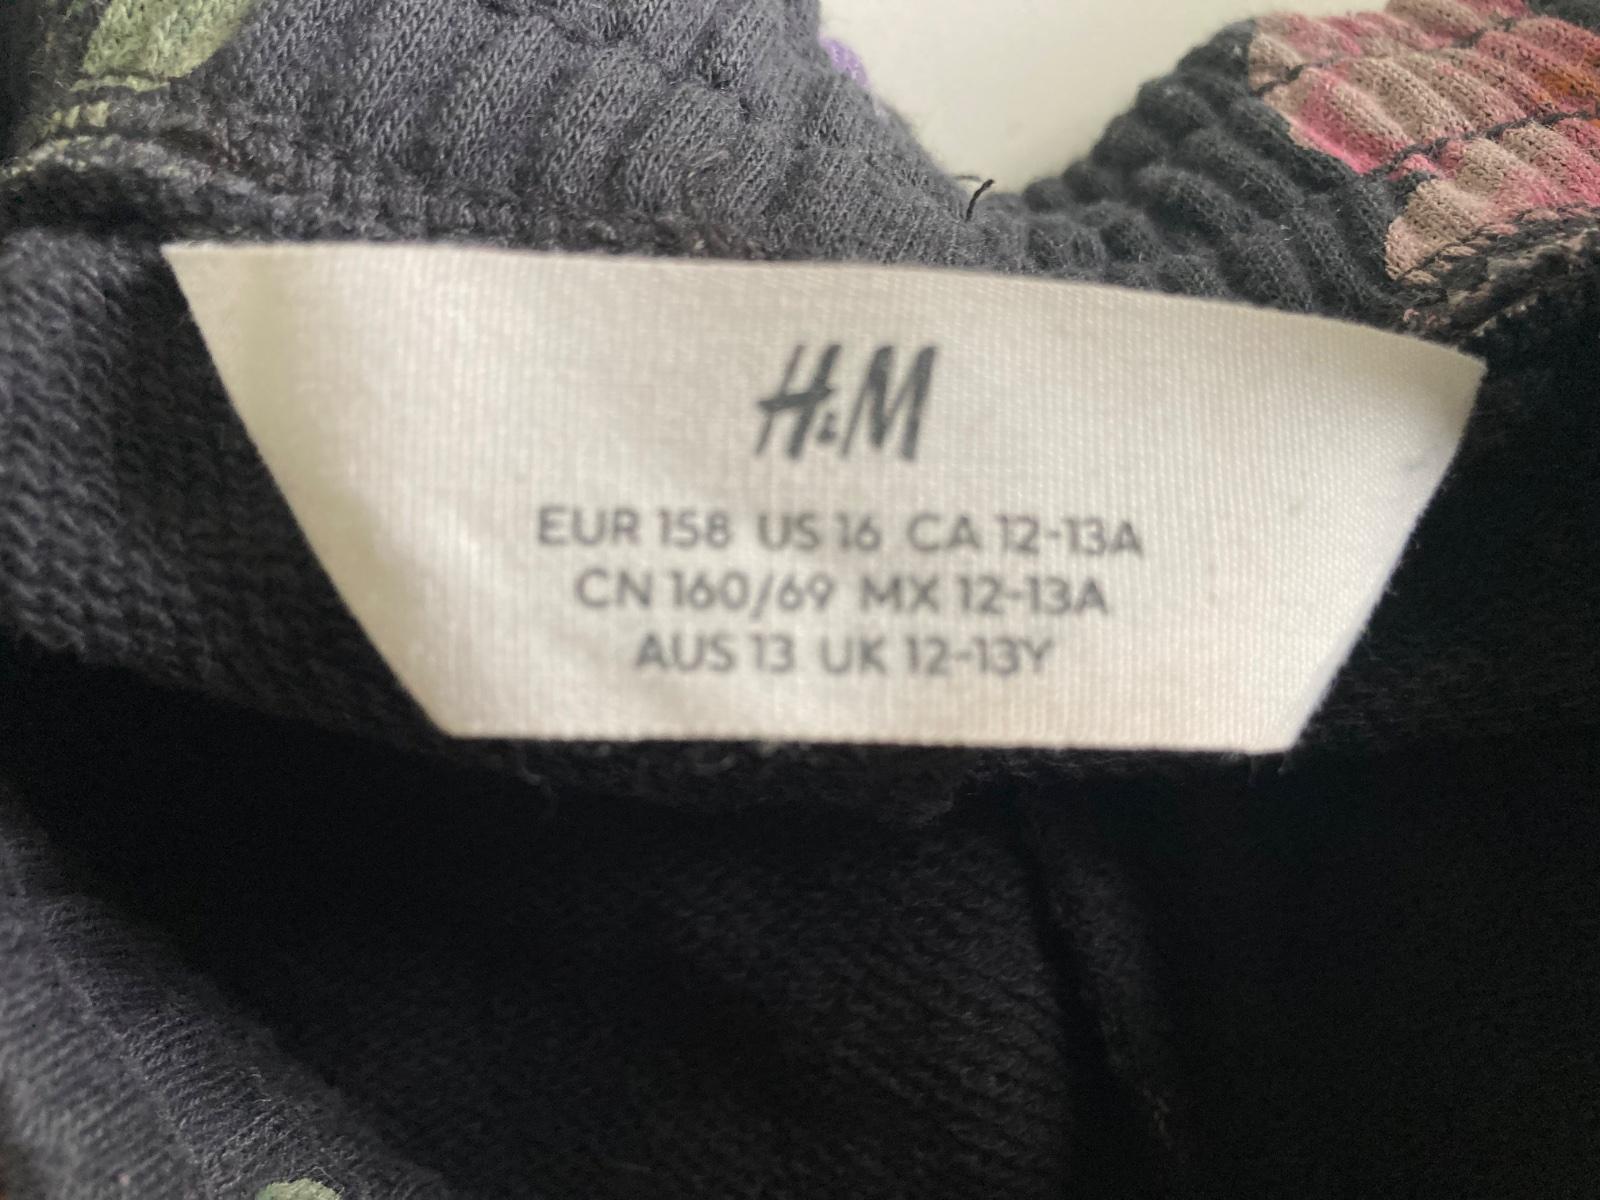 H&M
EUR 158 US 16 CA 12-13A
CN 160/69 MX 12-13A
AUS 13 UK 12-13Y